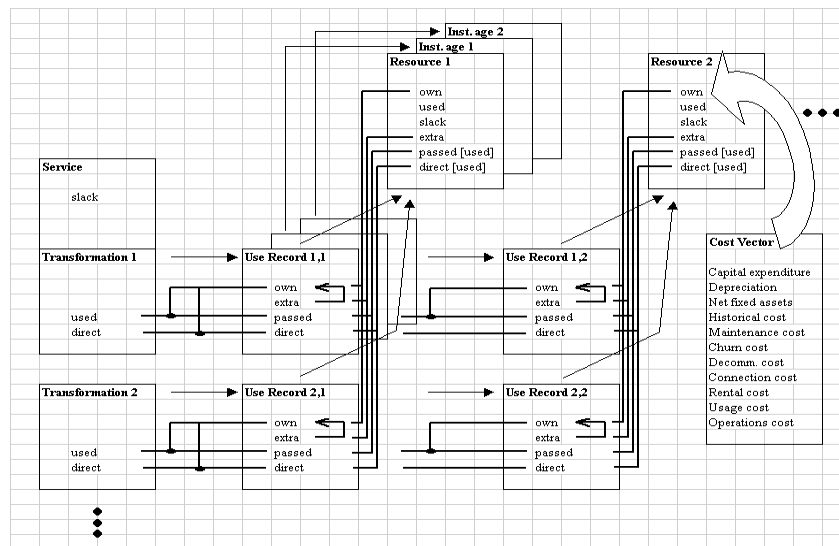 Inst. age 2
Inst. age 1
Resource 1
own
used
slack
extra
passed [used]
direct [used]
Resource 2
own
used
slack
extra
passed [used]
direct [used]
Service
slack
Transformation 1
used
direct
Use Record 1,1
own
extra
passed
direct
Use Record 1,2
own
extra
passed
direct
Cost Vector
Capital expenditure
Depreciation
Net fixed assets
Historical cost
Maintenance cost
Churn cost
Decomm. cost
Connection cost
Rental cost
Usage cost
Operations cost
Transformation 2
used
direct
Use Record 2,1
own
extra
passed
direct
Use Record 2,2
own
extra
passed
direct